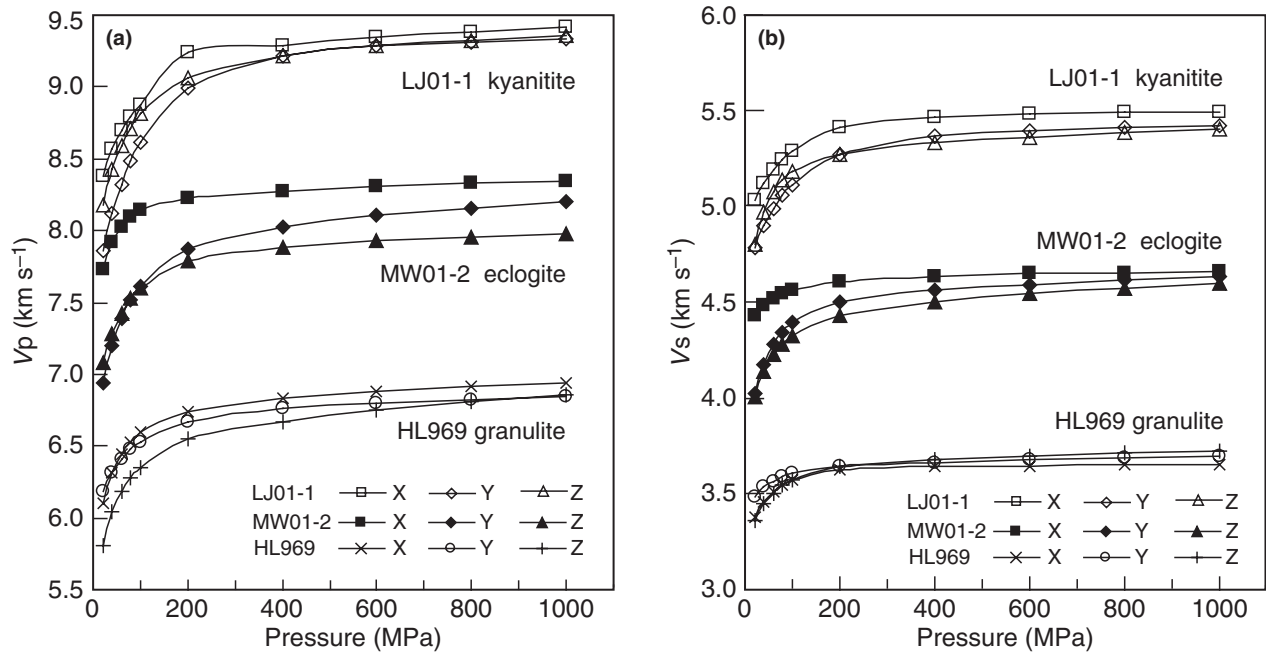 (a)
9.5
9.0
8.5
8.0
7.5
7.0
6.5
6.0
5.5
Vp (km s⁻¹)
LJ01-1 kyanitite
MW01-2 eclogite
HL969 granulite
LJ01-1 X Y Z
MW01-2 X Y Z
HL969 X Y Z
0 200 400 600 800 1000
Pressure (MPa)
(b)
6.0
5.5
5.0
4.5
4.0
3.5
3.0
Vs (km s⁻¹)
LJ01-1 kyanitite
MW01-2 eclogite
HL969 granulite
LJ01-1 X Y Z
MW01-2 X Y Z
HL969 X Y Z
0 200 400 600 800 1000
Pressure (MPa)